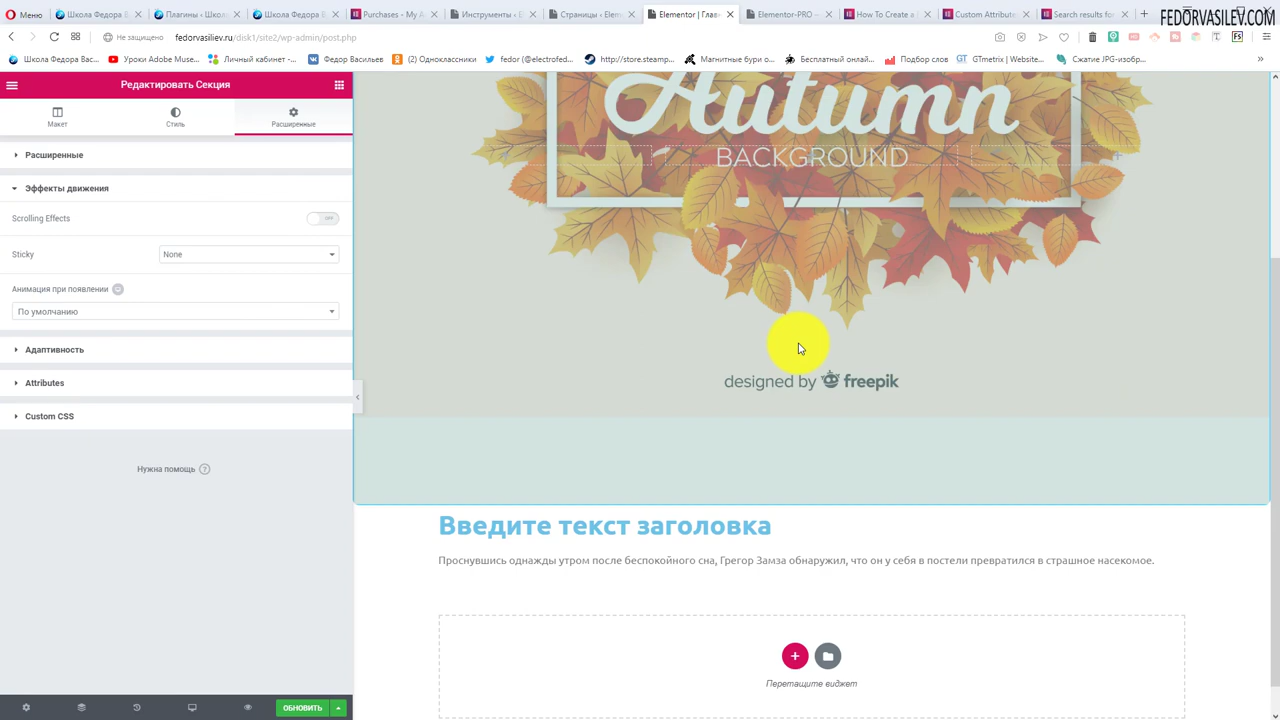 Меню
Школа Федора В
Плагины ‹ Школ
Школа Федора В
Purchases - My A
Инструменты ‹ E
Страницы ‹ Elem
Elementor | Глав
Elementor-PRO –
How To Create a
Custom Attribute
Search results fo
FEDORVASILEV.COM
Не защищено
fedorvasiliev.ru/disk1/site2/wp-admin/post.php
Школа Федора Вас...
Уроки Adobe Muse...
Личный кабинет -...
Федор Васильев
(2) Одноклассники
fedor (@electrofed...
http://store.steamp...
Магнитные бури о...
Бесплатный онлай...
Подбор слов
GTmetrix | Website...
Сжатие JPG-изобр...
Редактировать Секция
Макет
Стиль
Расширенные
Расширенные
Эффекты движения
Scrolling Effects
OFF
Sticky
None
Анимация при появлении
По умолчанию
Адаптивность
Attributes
Custom CSS
Нужна помощь
ОБНОВИТЬ
Autumn
BACKGROUND
designed by freepik
Введите текст заголовка
Проснувшись однажды утром после беспокойного сна, Грегор Замза обнаружил, что он у себя в постели превратился в страшное насекомое.
Перетащите виджет